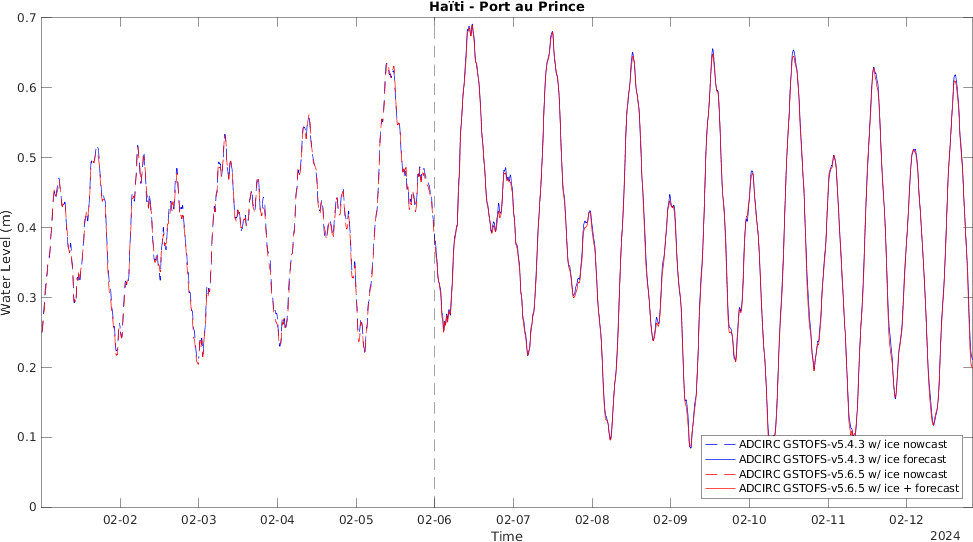 Haïti - Port au Prince
0.7
0.6
0.5
0.4
0.3
0.2
0.1
0
Water Level (m)
02-02 02-03 02-04 02-05 02-06 02-07 02-08 02-09 02-10 02-11 02-12
Time
2024
ADCIRC GSTOFS-v5.4.3 w/ ice nowcast
ADCIRC GSTOFS-v5.4.3 w/ ice forecast
ADCIRC GSTOFS-v5.6.5 w/ ice nowcast
ADCIRC GSTOFS-v5.6.5 w/ ice + forecast